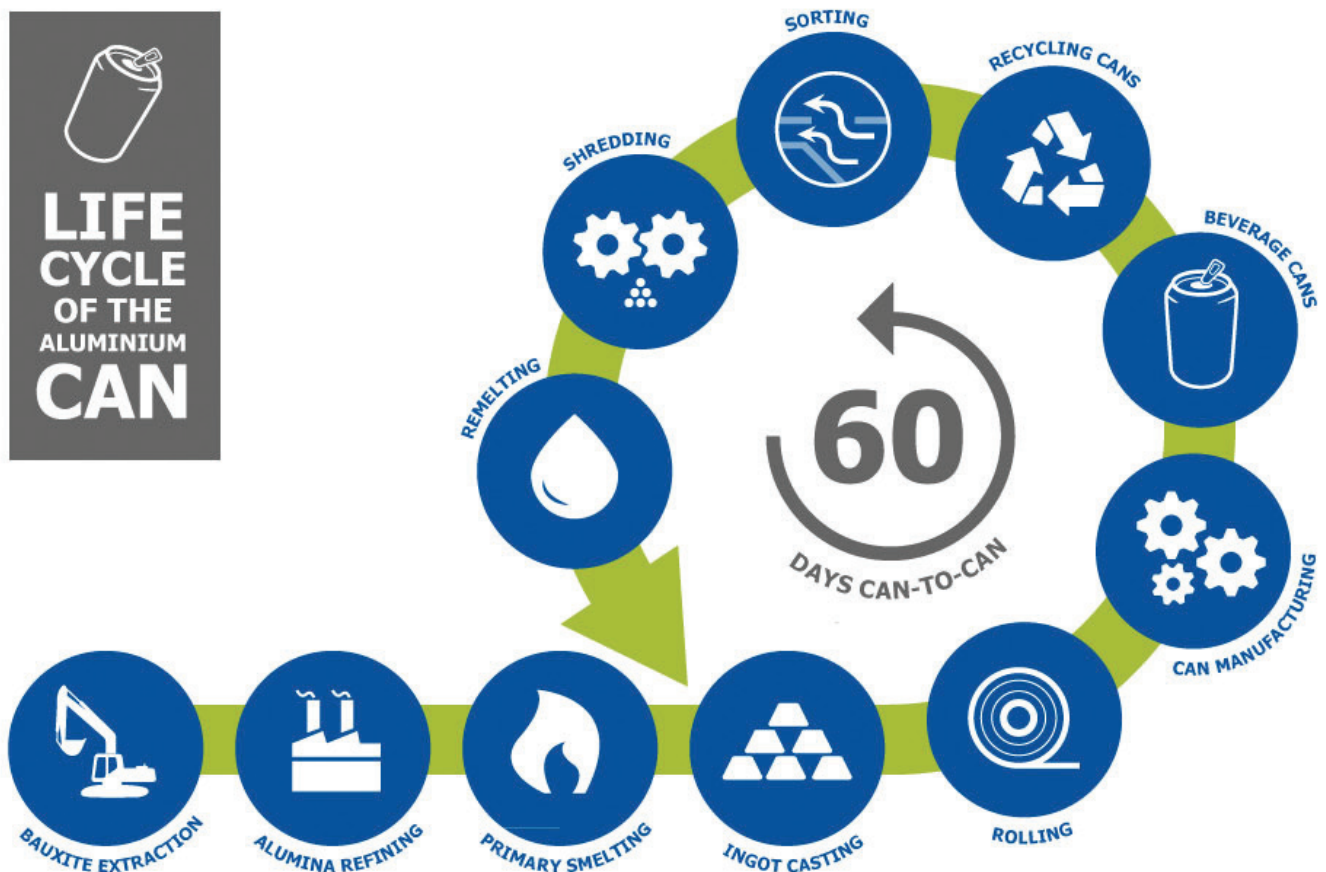 LIFE
CYCLE
OF THE
ALUMINIUM
CAN
BAUXITE EXTRACTION
ALUMINA REFINING
PRIMARY SMELTING
INGOT CASTING
ROLLING
CAN MANUFACTURING
BEVERAGE CANS
RECYCLING CANS
SORTING
SHREDDING
REMELTING
60
DAYS CAN-TO-CAN